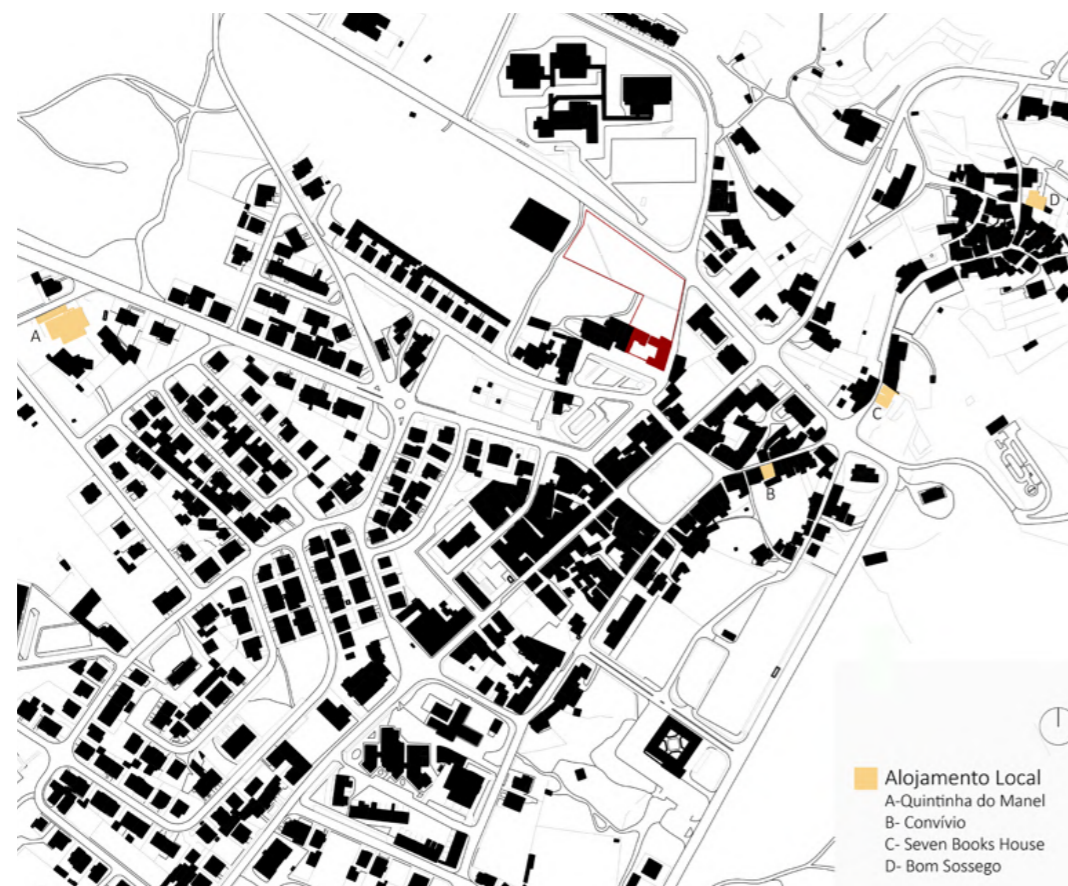 D
A
C
B
Alojamento Local
A-Quintinha do Manel
B- Convívio
C- Seven Books House
D- Bom Sossego